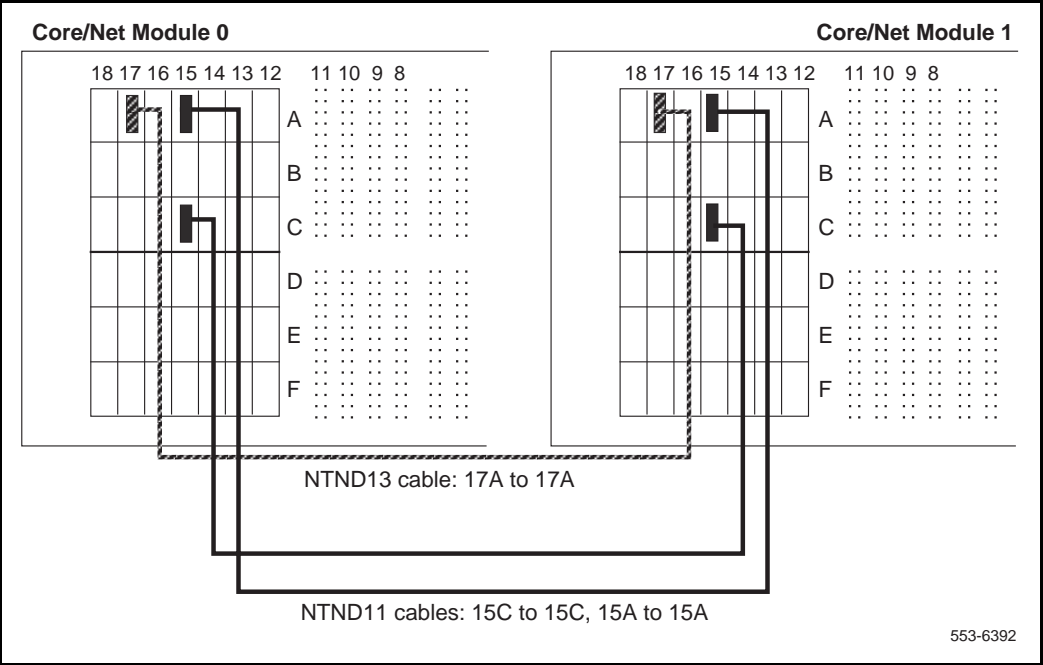 Core/Net Module 0
Core/Net Module 1
18 17 16 15 14 13 12 11 10 9 8
18 17 16 15 14 13 12 11 10 9 8
A
A
B
B
C
C
D
D
E
E
F
F
NTND13 cable: 17A to 17A
NTND11 cables: 15C to 15C, 15A to 15A
553-6392